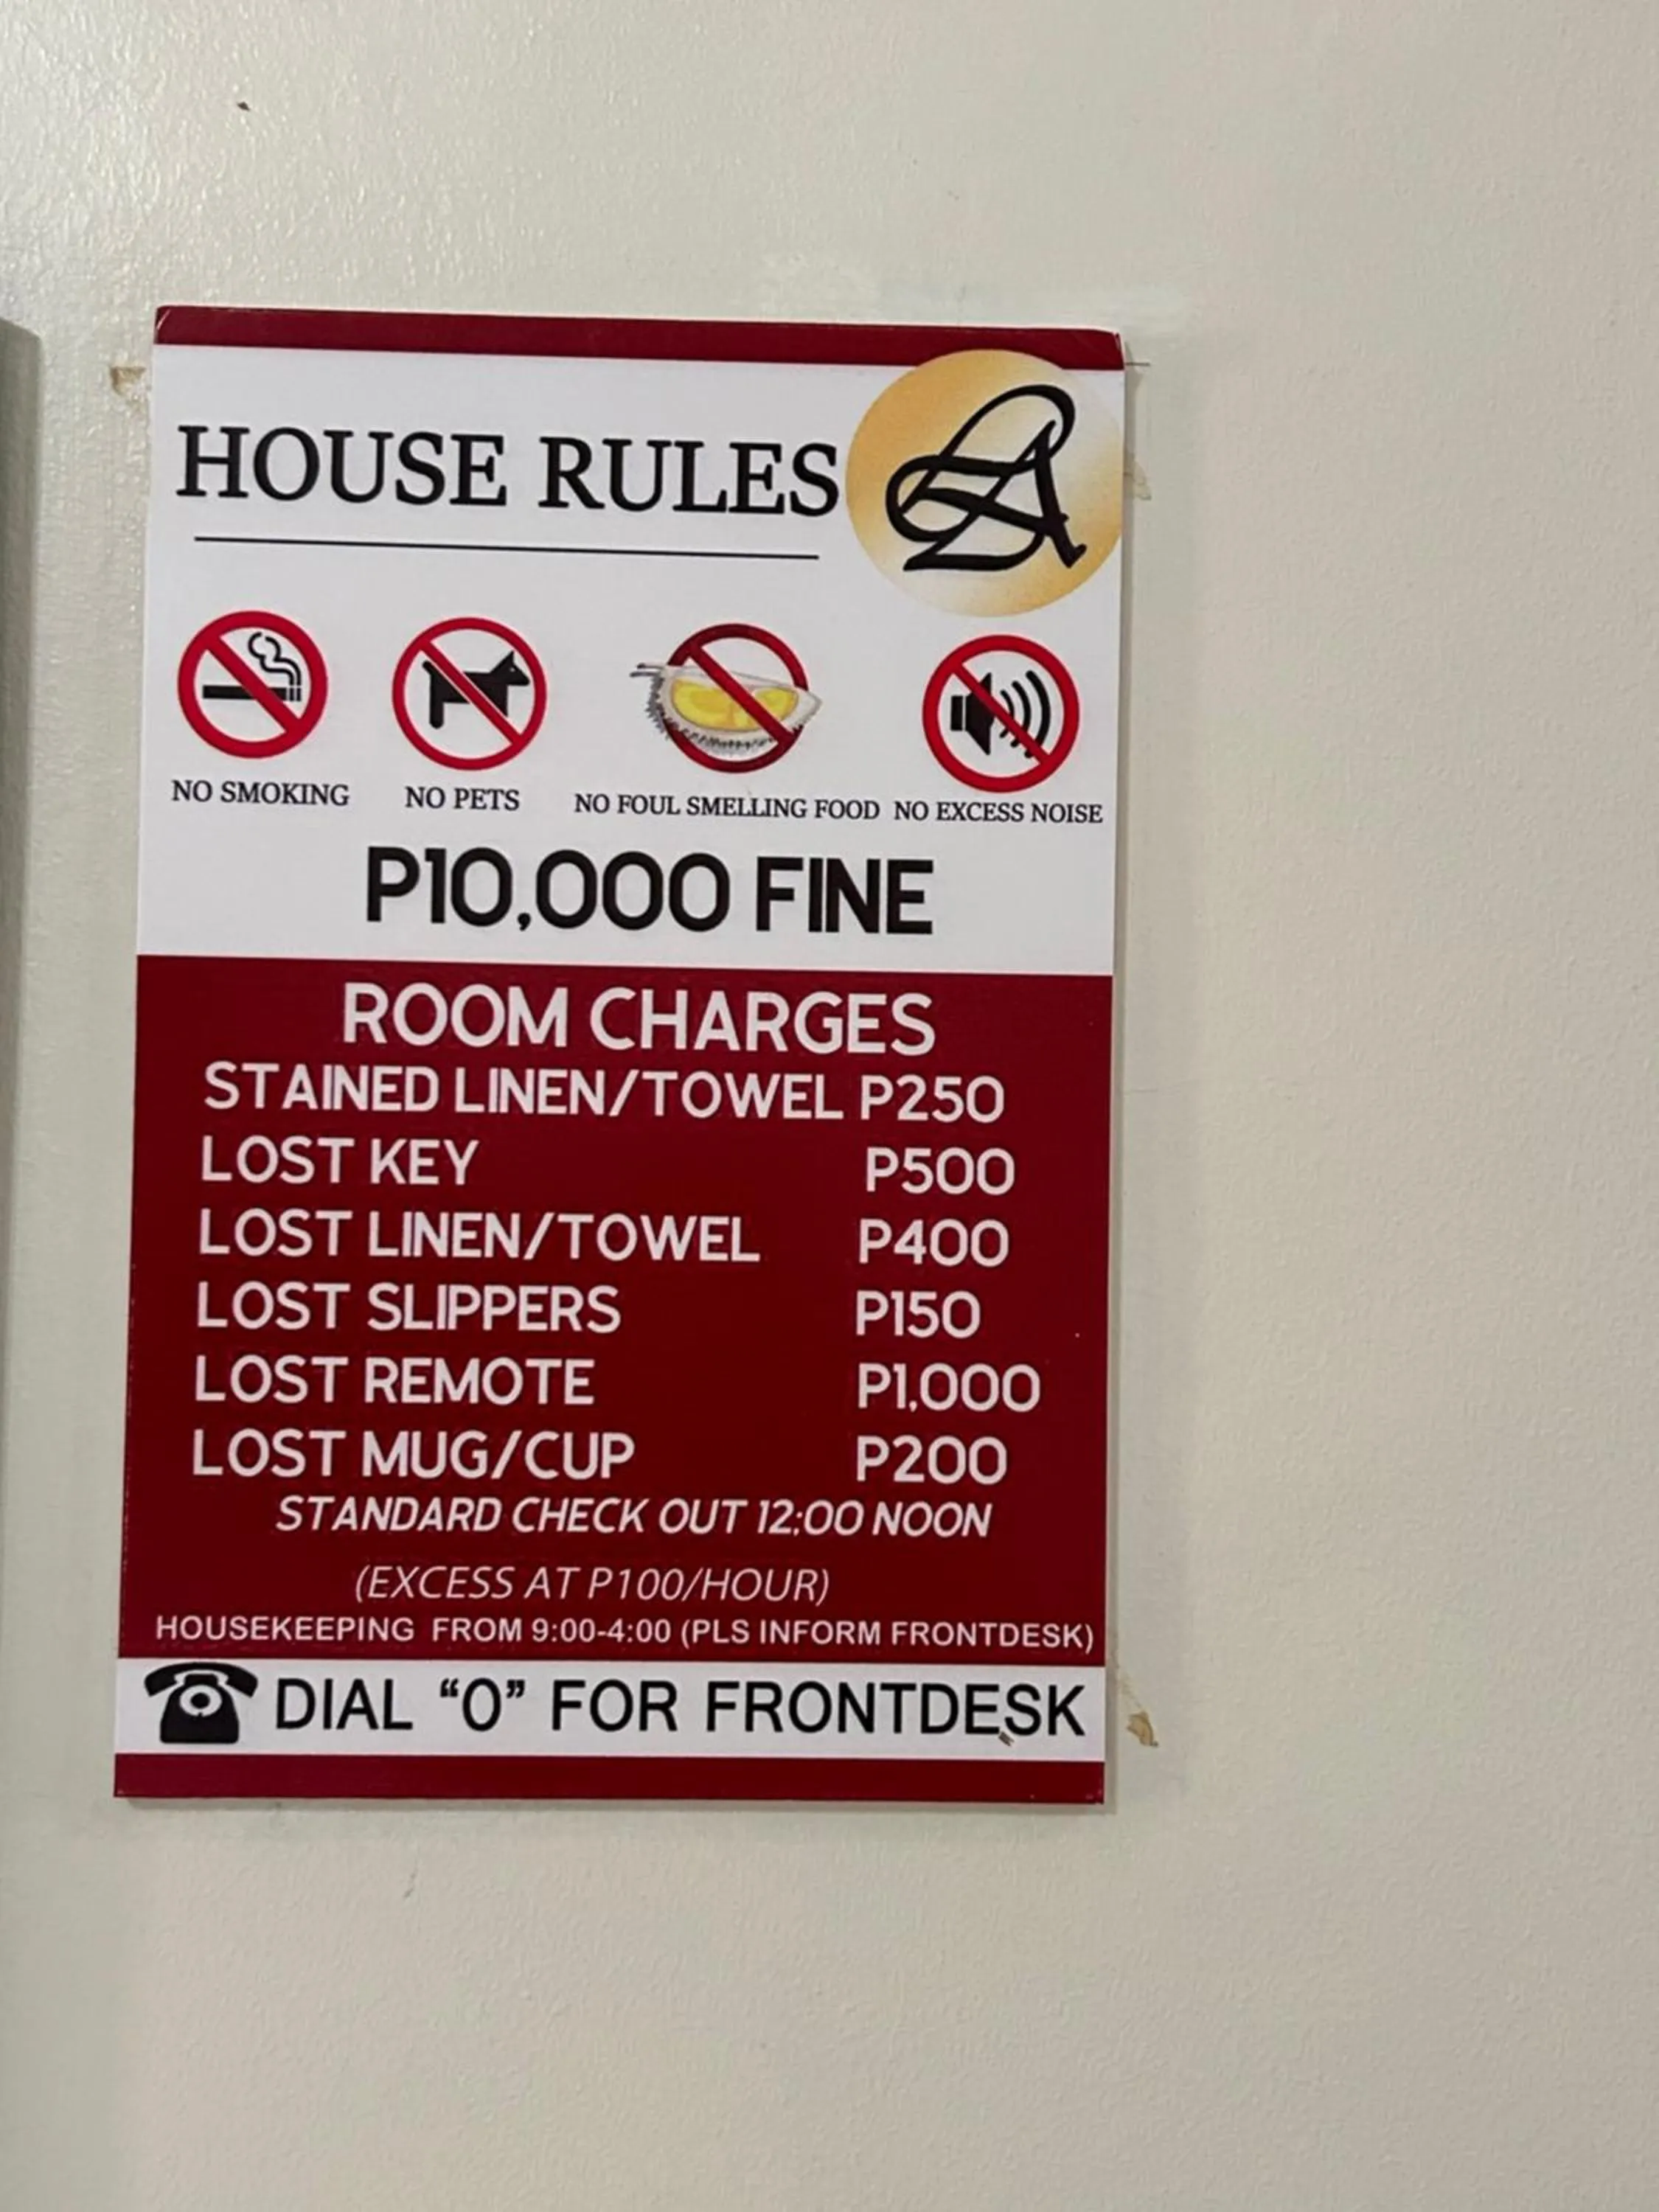 HOUSE RULES
NO SMOKING NO PETS NO FOUL SMELLING FOOD NO EXCESS NOISE
P10,000 FINE
ROOM CHARGES
STAINED LINEN/TOWEL P250
LOST KEY P500
LOST LINEN/TOWEL P400
LOST SLIPPERS P150
LOST REMOTE P1,000
LOST MUG/CUP P200
STANDARD CHECK OUT 12:00 NOON
(EXCESS AT P100/HOUR)
HOUSEKEEPING FROM 9:00-4:00 (PLS INFORM FRONTDESK)
DIAL “0” FOR FRONTDESK